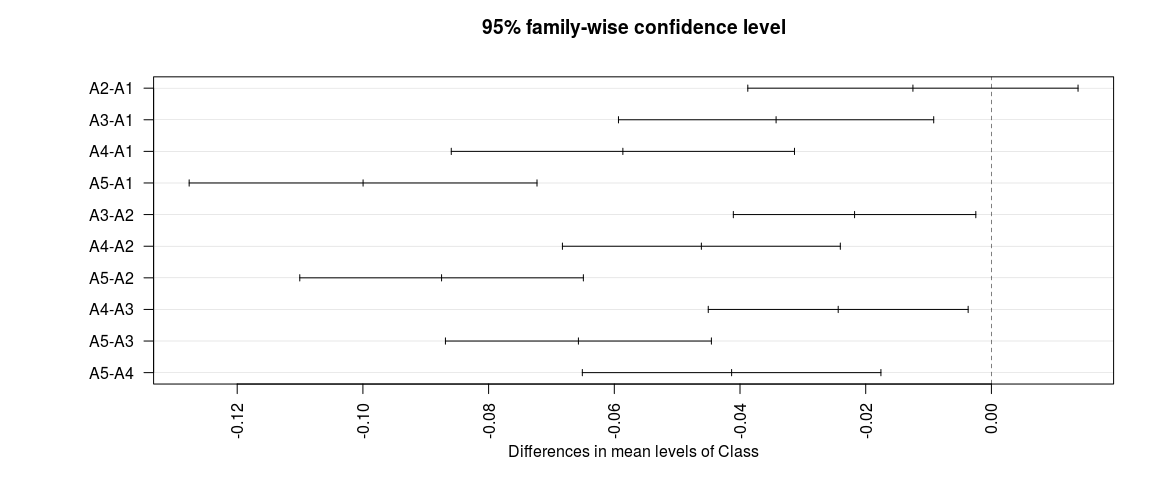 95% family-wise confidence level
A2-A1
A3-A1
A4-A1
A5-A1
A3-A2
A4-A2
A5-A2
A4-A3
A5-A3
A5-A4
-0.12 -0.10 -0.08 -0.06 -0.04 -0.02 0.00
Differences in mean levels of Class